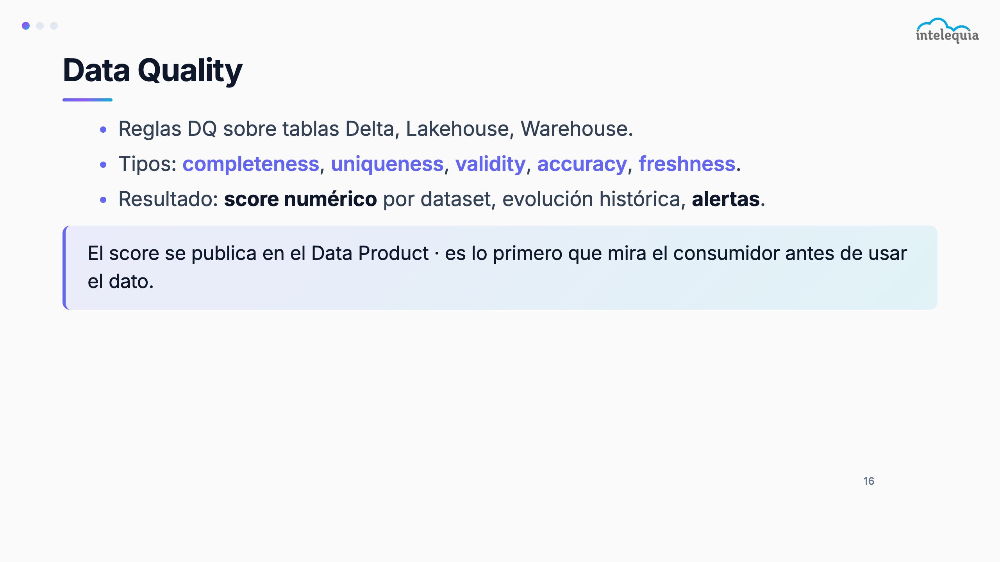 intelequia
Data Quality
• Reglas DQ sobre tablas Delta, Lakehouse, Warehouse.
• Tipos: completeness, uniqueness, validity, accuracy, freshness.
• Resultado: score numérico por dataset, evolución histórica, alertas.
El score se publica en el Data Product · es lo primero que mira el consumidor antes de usar
el dato.
16